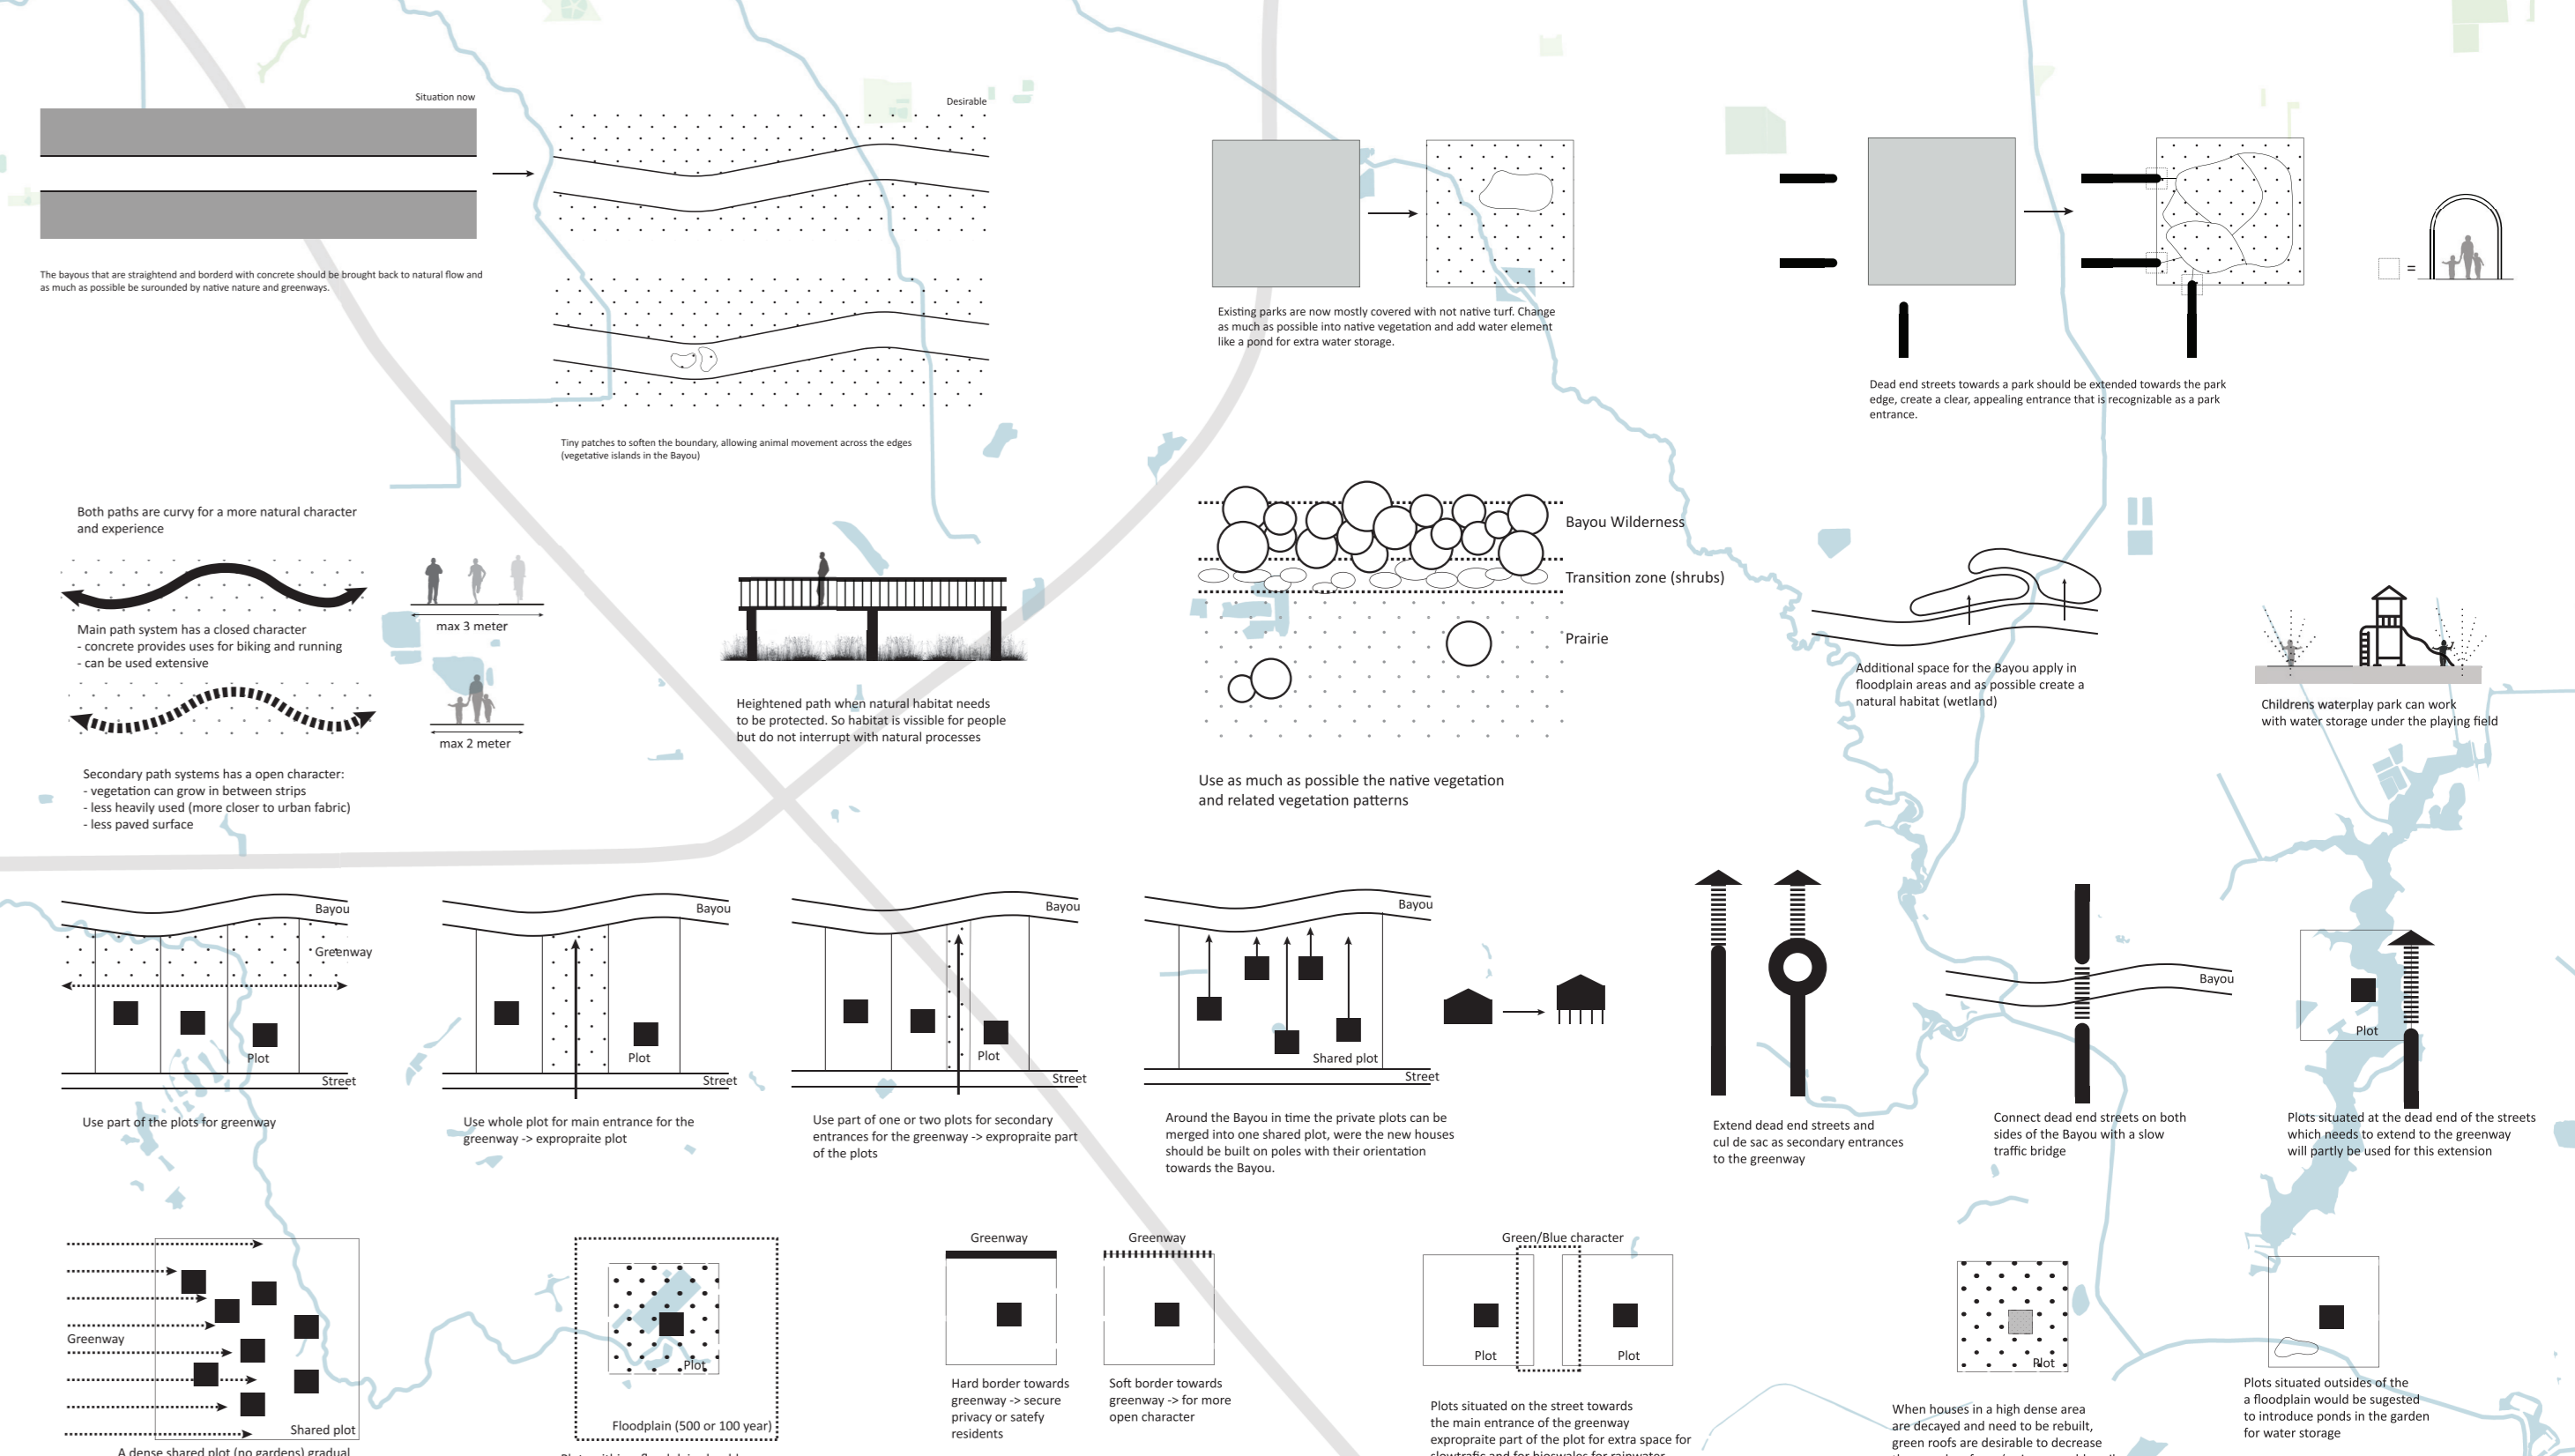 Situation now
Desirable
The bayous that are straightend and borderd with concrete should be brought back to natural flow and
as much as possible be surounded by native nature and greenways.
Tiny patches to soften the boundary, allowing animal movement across the edges
(vegetative islands in the Bayou)
Existing parks are now mostly covered with not native turf. Change
as much as possible into native vegetation and add water element
like a pond for extra water storage.
=
Dead end streets towards a park should be extended towards the park
edge, create a clear, appealing entrance that is recognizable as a park
entrance.
Both paths are curvy for a more natural character
and experience
max 3 meter
Main path system has a closed character
- concrete provides uses for biking and running
- can be used extensive
max 2 meter
Secondary path systems has a open character:
- vegetation can grow in between strips
- less heavily used (more closer to urban fabric)
- less paved surface
Heightened path when natural habitat needs
to be protected. So habitat is vissible for people
but do not interrupt with natural processes
Bayou Wilderness
Transition zone (shrubs)
Prairie
Use as much as possible the native vegetation
and related vegetation patterns
Additional space for the Bayou apply in
floodplain areas and as possible create a
natural habitat (wetland)
Childrens waterplay park can work
with water storage under the playing field
Bayou
Greenway
Plot
Street
Use part of the plots for greenway
Bayou
Plot
Street
Use whole plot for main entrance for the
greenway -> expropraite plot
Bayou
Plot
Street
Use part of one or two plots for secondary
entrances for the greenway -> expropraite part
of the plots
Bayou
Shared plot
Street
Around the Bayou in time the private plots can be
merged into one shared plot, were the new houses
should be built on poles with their orientation
towards the Bayou.
Extend dead end streets and
cul de sac as secondary entrances
to the greenway
Bayou
Connect dead end streets on both
sides of the Bayou with a slow
traffic bridge
Plot
Plots situated at the dead end of the streets
which needs to extend to the greenway
will partly be used for this extension
Greenway
Shared plot
A dense shared plot (no gardens) gradual
Plot
Floodplain (500 or 100 year)
Greenway
Hard border towards
greenway -> secure
privacy or satefy
residents
Greenway
Soft border towards
greenway -> for more
open character
Green/Blue character
Plot
Plot
Plots situated on the street towards
the main entrance of the greenway
expropraite part of the plot for extra space for
slowtrafic and for bioswales for rainwater
Plot
When houses in a high dense area
are decayed and need to be rebuilt,
green roofs are desirable to decrease
Plots situated outsides of the
a floodplain would be sugested
to introduce ponds in the garden
for water storage